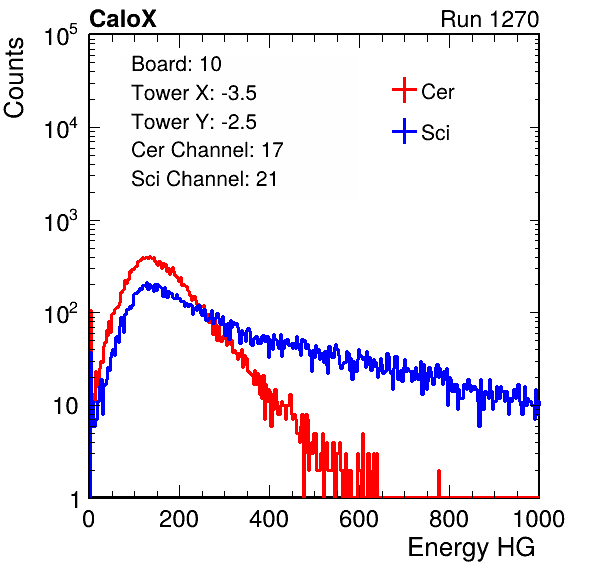 CaloX Run 1270
Counts
Board: 10
Tower X: -3.5
Tower Y: -2.5
Cer Channel: 17
Sci Channel: 21
Cer
Sci
10^5
10^4
10^3
10^2
10
1
0 200 400 600 800 1000
Energy HG